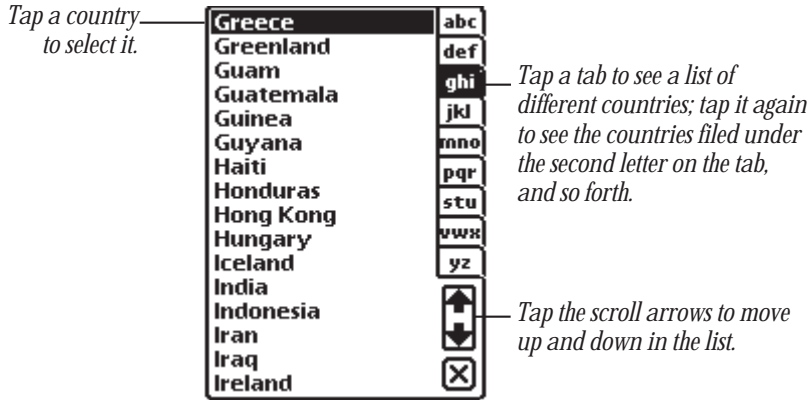 Tap a country
to select it.
Greece
Greenland
Guam
Guatemala
Guinea
Guyana
Haiti
Honduras
Hong Kong
Hungary
Iceland
India
Indonesia
Iran
Iraq
Ireland
abc
def
ghi
jkl
mno
pqr
stu
vwx
yz
Tap a tab to see a list of
different countries; tap it again
to see the countries filed under
the second letter on the tab,
and so forth.
Tap the scroll arrows to move
up and down in the list.